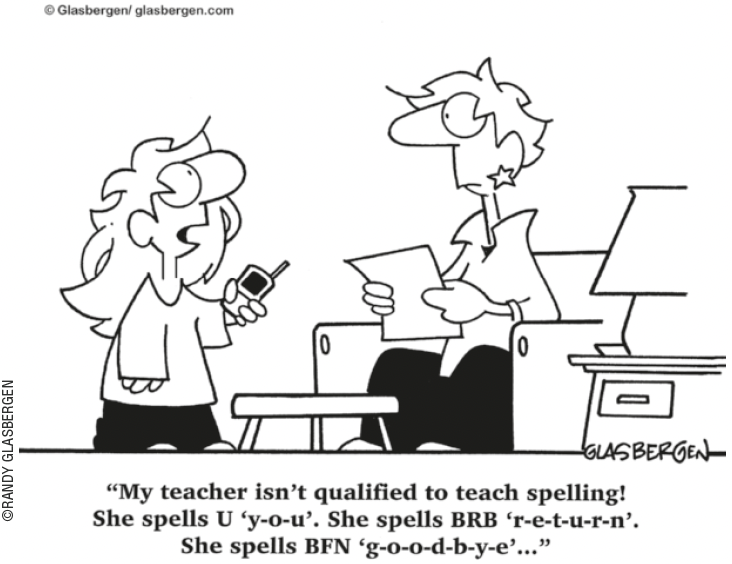 © Glasbergen/ glasbergen.com
©RANDY GLASBERGEN
GLASBERGEN
“My teacher isn’t qualified to teach spelling!
She spells U ‘y-o-u’. She spells BRB ‘r-e-t-u-r-n’.
She spells BFN ‘g-o-o-d-b-y-e’...”